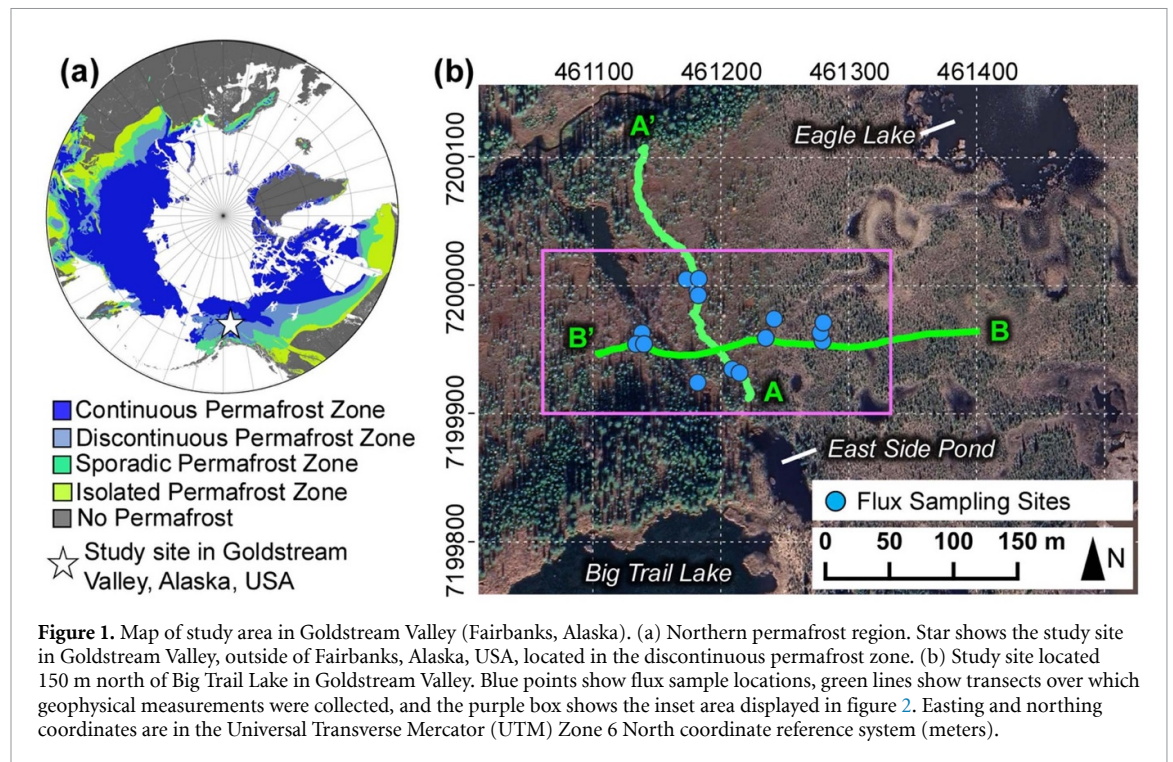 (a)
Continuous Permafrost Zone
Discontinuous Permafrost Zone
Sporadic Permafrost Zone
Isolated Permafrost Zone
No Permafrost
Study site in Goldstream
Valley, Alaska, USA
(b)
461100 461200 461300 461400
7200100
7200000
7199900
7199800
A'
Eagle Lake
B'
B
A
East Side Pond
Flux Sampling Sites
0 50 100 150 m
N
Big Trail Lake
Figure 1. Map of study area in Goldstream Valley (Fairbanks, Alaska). (a) Northern permafrost region. Star shows the study site
in Goldstream Valley, outside of Fairbanks, Alaska, USA, located in the discontinuous permafrost zone. (b) Study site located
150 m north of Big Trail Lake in Goldstream Valley. Blue points show flux sample locations, green lines show transects over which
geophysical measurements were collected, and the purple box shows the inset area displayed in figure 2. Easting and northing
coordinates are in the Universal Transverse Mercator (UTM) Zone 6 North coordinate reference system (meters).